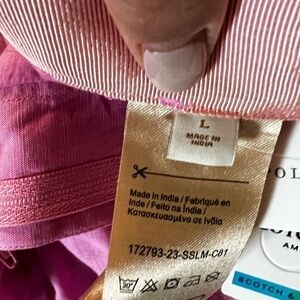 L
MADE IN
INDIA
Made in India / Fabriqué en
Inde / Feito na Índia /
Κατασκευασμένο σε Ινδία
172793-23-SSLM-C81
SCOTCH